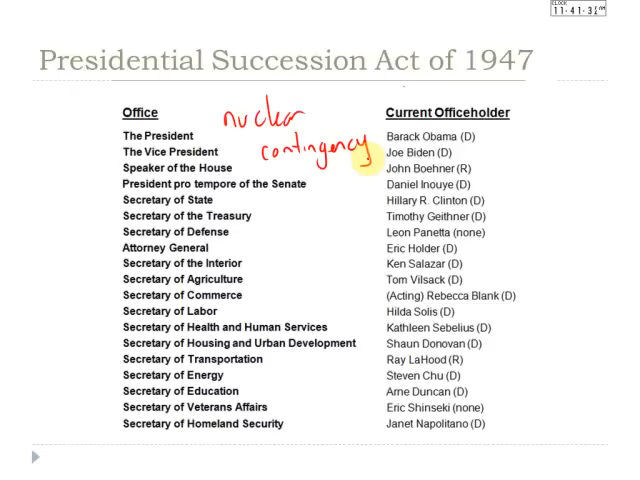 CLOCK
Presidential Succession Act of 1947
Office Current Officeholder
nuclear
contingency
The President Barack Obama (D)
The Vice President Joe Biden (D)
Speaker of the House John Boehner (R)
President pro tempore of the Senate Daniel Inouye (D)
Secretary of State Hillary R. Clinton (D)
Secretary of the Treasury Timothy Geithner (D)
Secretary of Defense Leon Panetta (none)
Attorney General Eric Holder (D)
Secretary of the Interior Ken Salazar (D)
Secretary of Agriculture Tom Vilsack (D)
Secretary of Commerce (Acting) Rebecca Blank (D)
Secretary of Labor Hilda Solis (D)
Secretary of Health and Human Services Kathleen Sebelius (D)
Secretary of Housing and Urban Development Shaun Donovan (D)
Secretary of Transportation Ray LaHood (R)
Secretary of Energy Steven Chu (D)
Secretary of Education Arne Duncan (D)
Secretary of Veterans Affairs Eric Shinseki (none)
Secretary of Homeland Security Janet Napolitano (D)